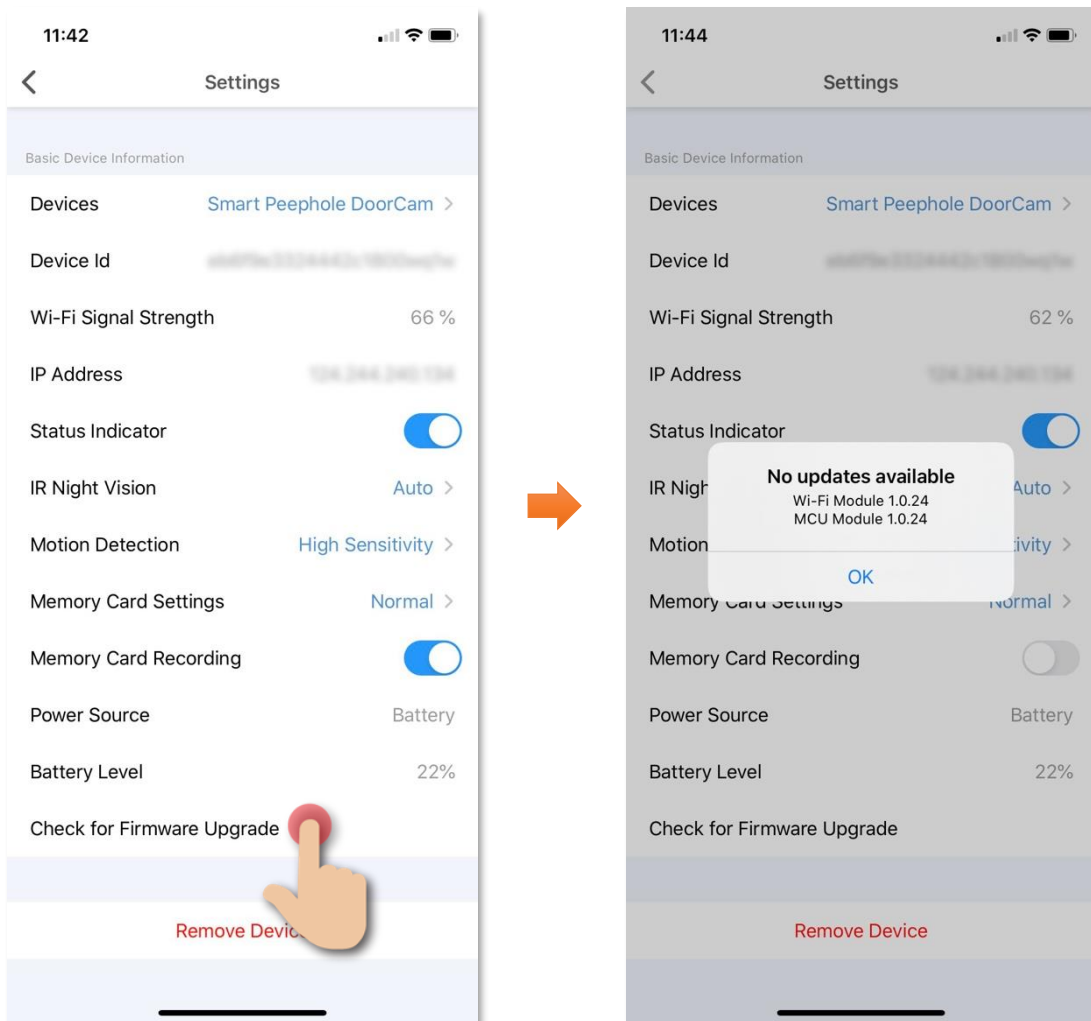 11:42
Settings
Basic Device Information
Devices Smart Peephole DoorCam >
Device Id
Wi-Fi Signal Strength 66 %
IP Address
Status Indicator
IR Night Vision Auto >
Motion Detection High Sensitivity >
Memory Card Settings Normal >
Memory Card Recording
Power Source Battery
Battery Level 22%
Check for Firmware Upgrade
Remove Devic
11:44
Settings
Basic Device Information
Devices Smart Peephole DoorCam >
Device Id
Wi-Fi Signal Strength 62 %
IP Address
Status Indicator
IR Nigh Auto >
Motion tivity >
No updates available
Wi-Fi Module 1.0.24
MCU Module 1.0.24
OK
Memory Card Settings Normal >
Memory Card Recording
Power Source Battery
Battery Level 22%
Check for Firmware Upgrade
Remove Device